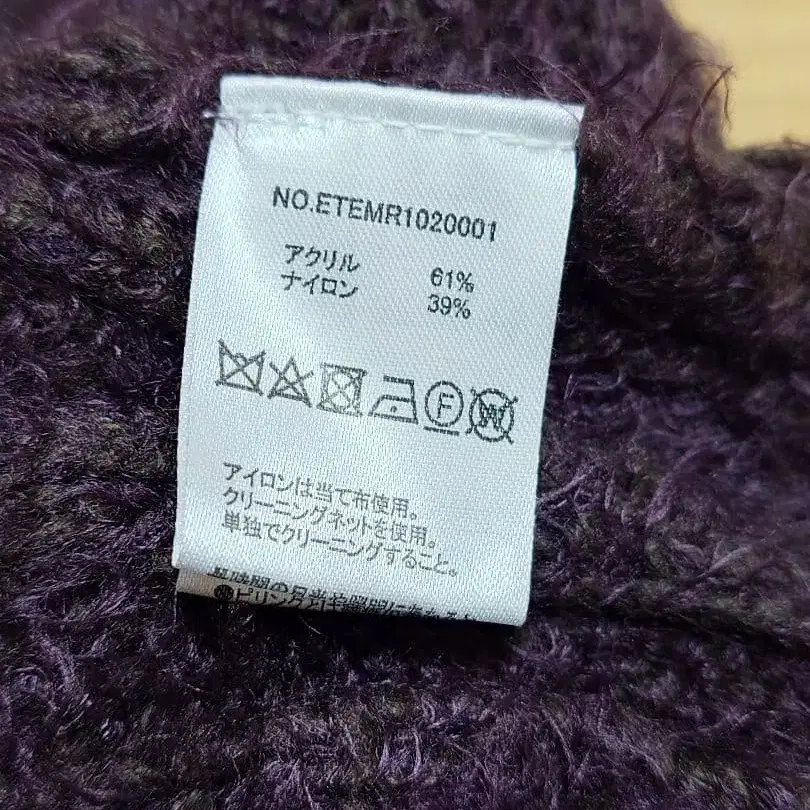 NO.ETEMR1020001
アクリル 61%
ナイロン 39%
F W
アイロンは当て布使用。
クリーニングネットを使用。
単独でクリーニングすること。